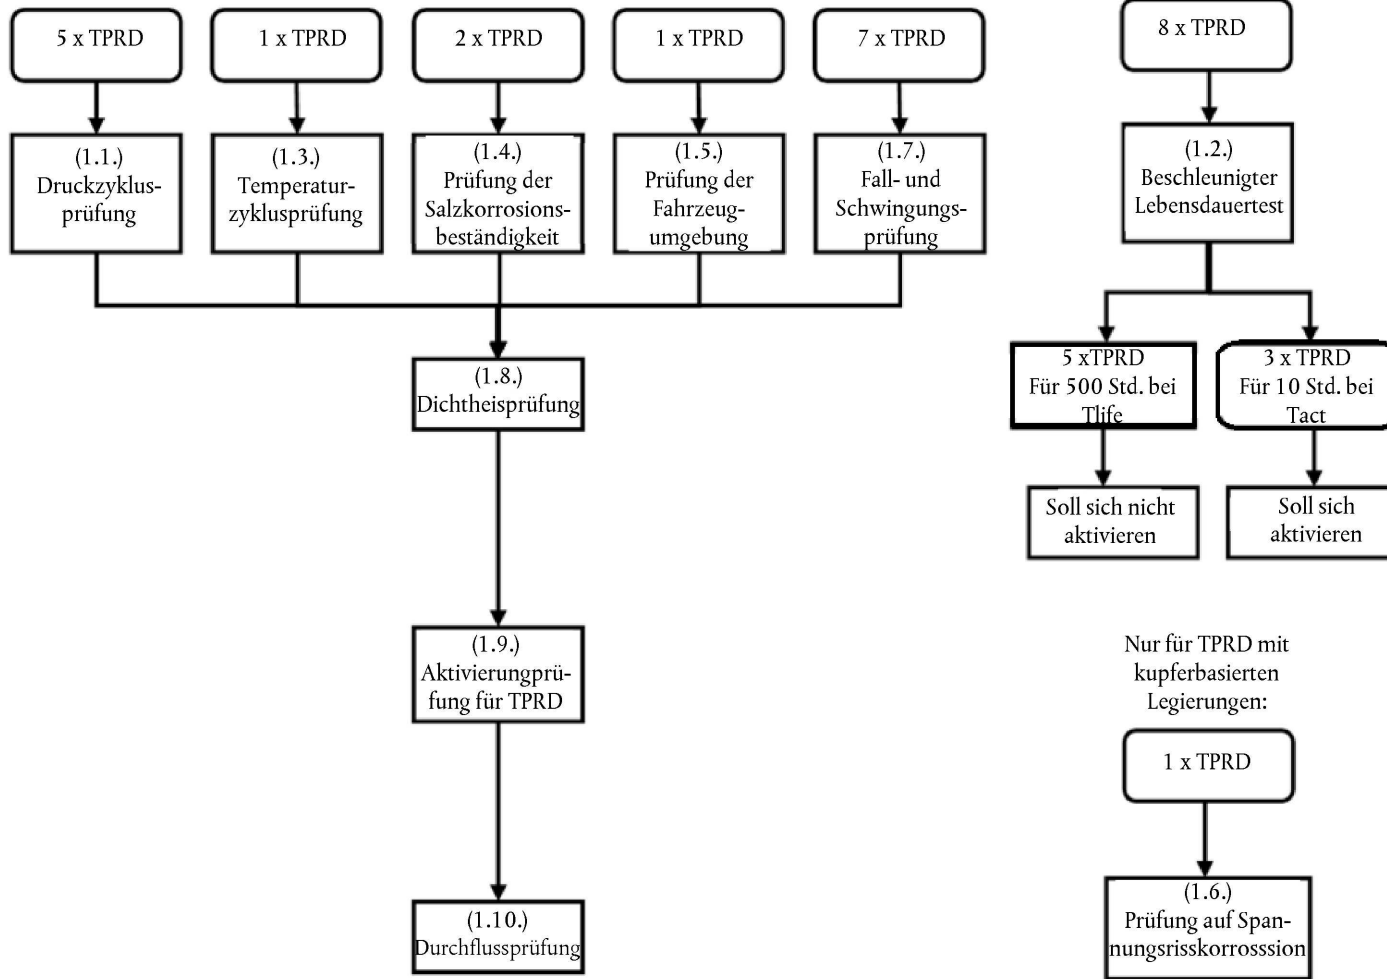 5 x TPRD
1 x TPRD
2 x TPRD
1 x TPRD
7 x TPRD
8 x TPRD
(1.1.)
Druckzyklus-
prüfung
(1.3.)
Temperatur-
zyklusprüfung
(1.4.)
Prüfung der
Salzkorrosions-
beständigkeit
(1.5.)
Prüfung der
Fahrzeug-
umgebung
(1.7.)
Fall- und
Schwingungs-
prüfung
(1.2.)
Beschleunigter
Lebensdauertest
(1.8.)
Dichtheisprüfung
5 xTPRD
Für 500 Std. bei
Tlife
3 x TPRD
Für 10 Std. bei
Tact
Soll sich nicht
aktivieren
Soll sich
aktivieren
(1.9.)
Aktivierungprü-
fung für TPRD
Nur für TPRD mit
kupferbasierten
Legierungen:
1 x TPRD
(1.10.)
Durchflussprüfung
(1.6.)
Prüfung auf Span-
nungsrisskorrosssion